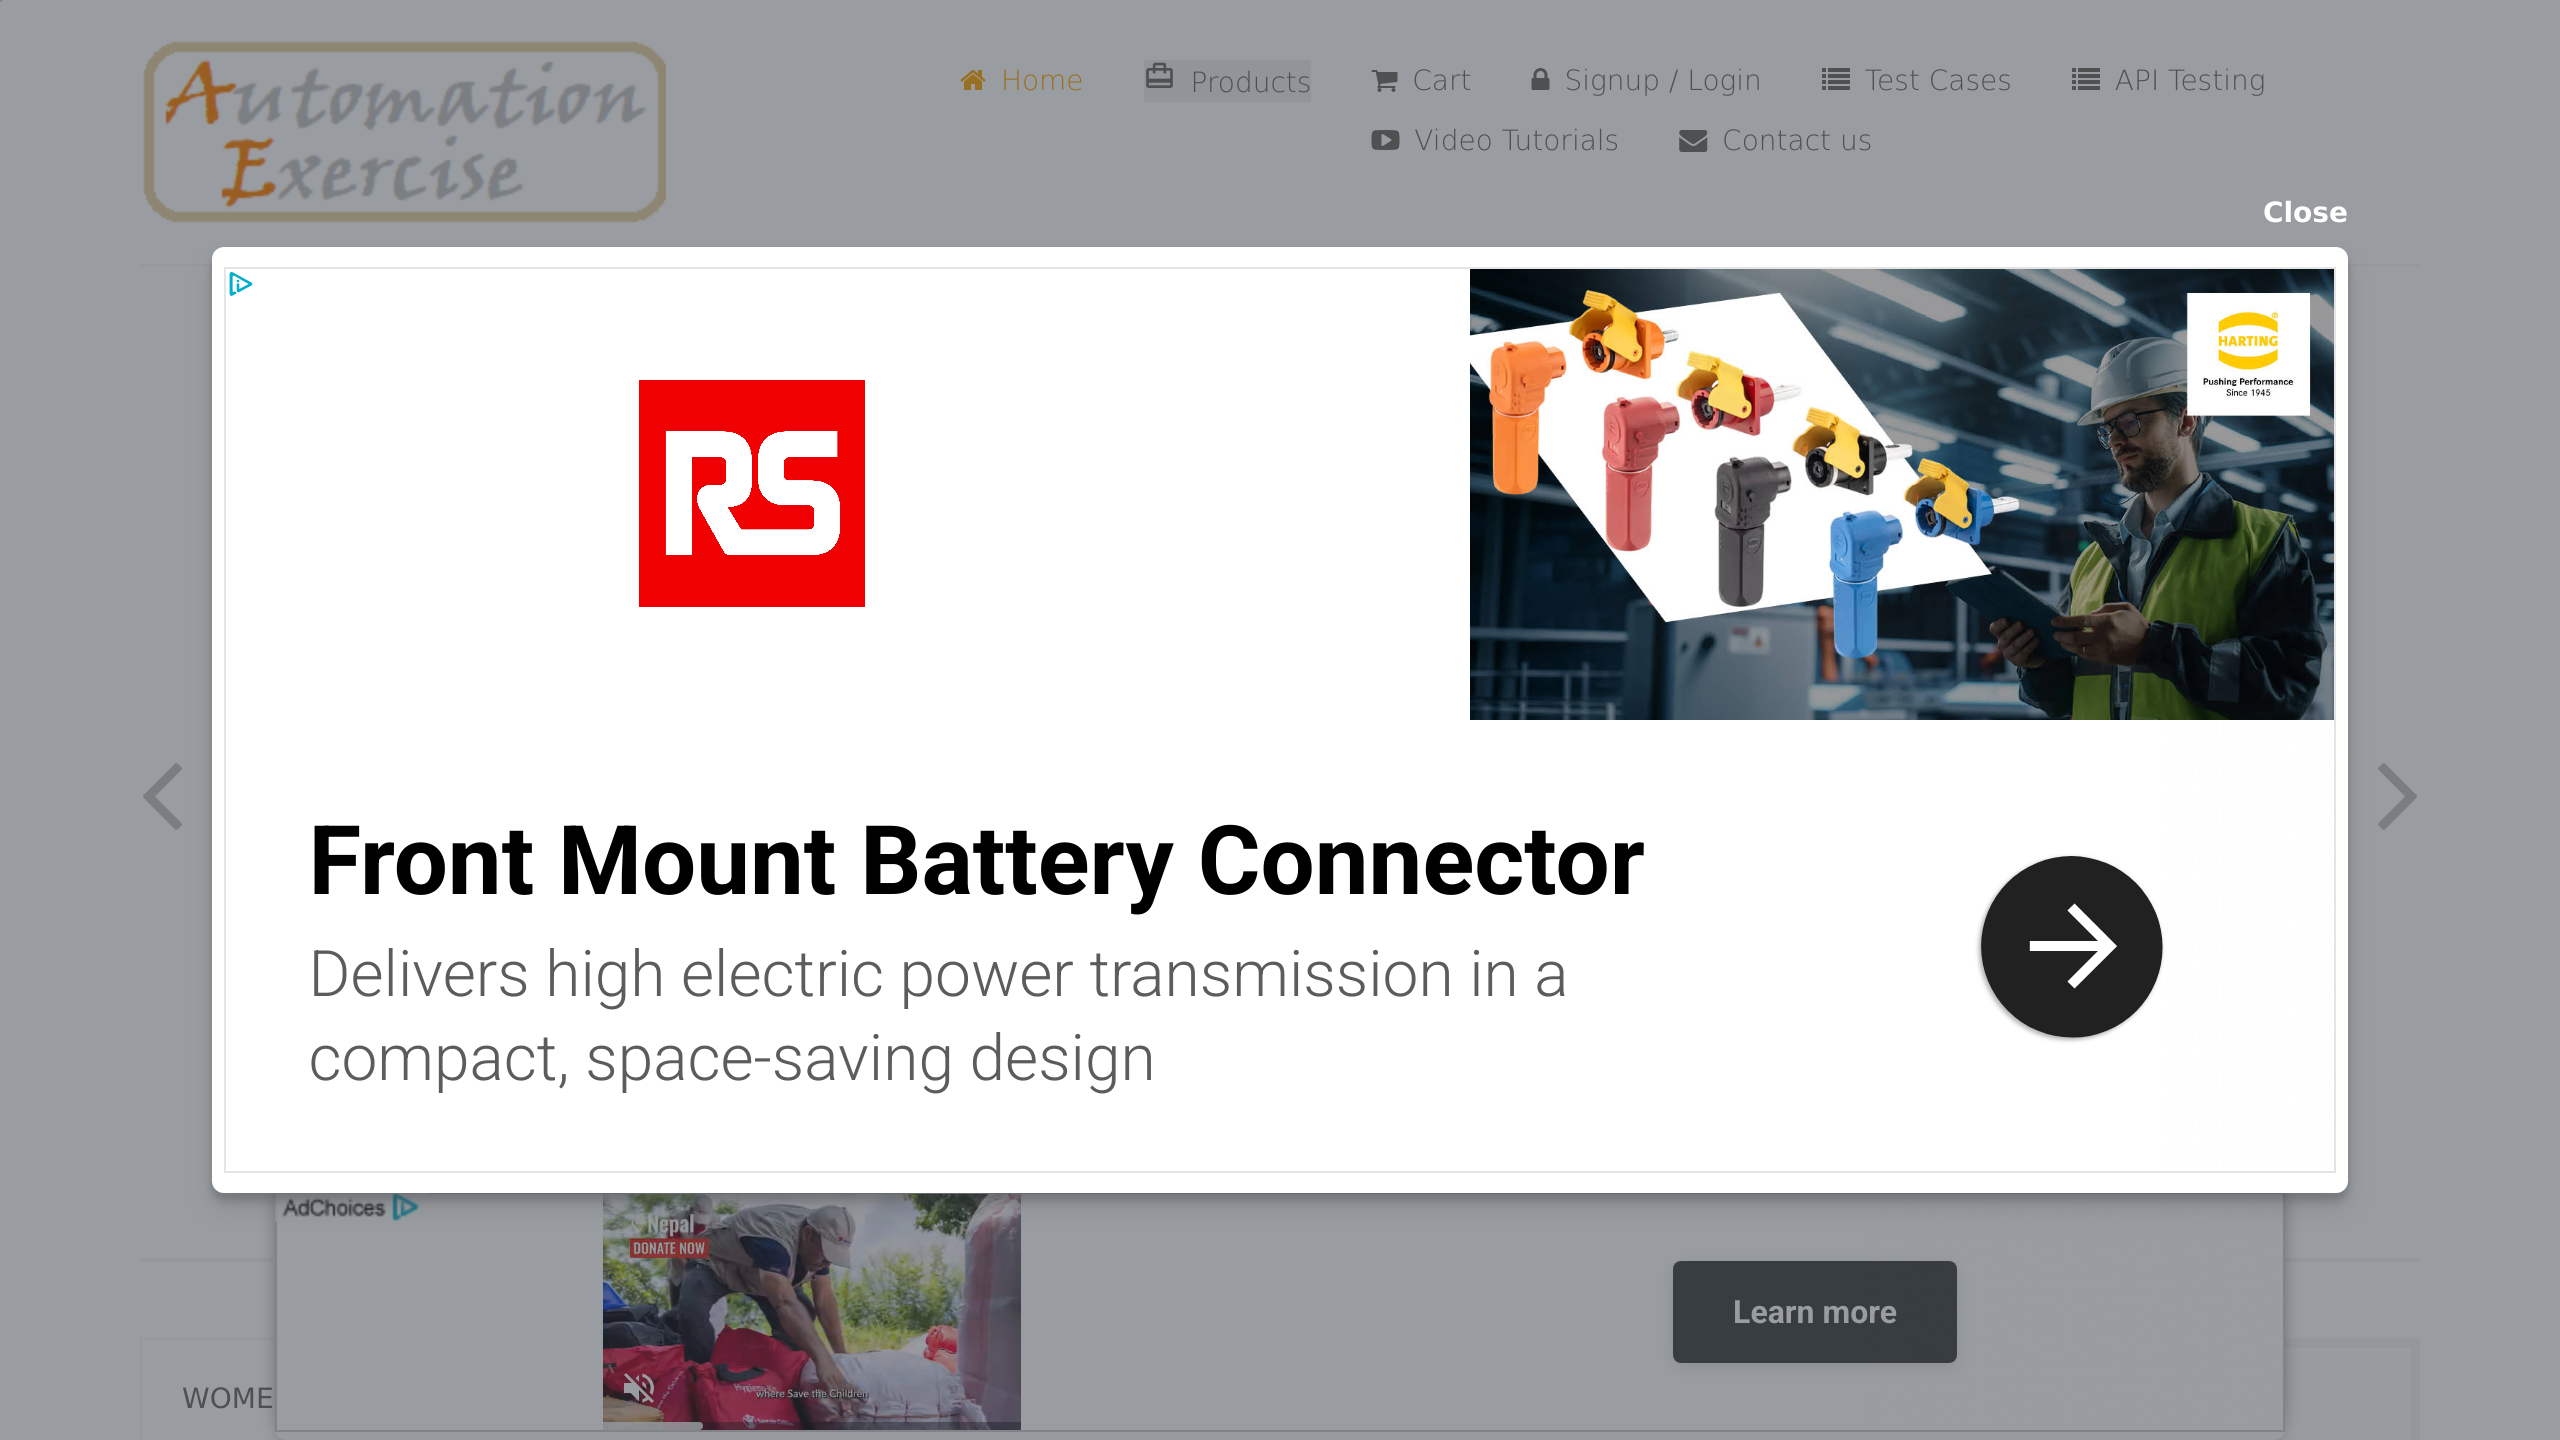 Automation
Exercise
Home
Products
Cart
Signup / Login
Test Cases
API Testing
Video Tutorials
Contact us
Close
RS
HARTING
Pushing Performance
Since 1945
Front Mount Battery Connector
Delivers high electric power transmission in a
compact, space-saving design
AdChoices
Nepal
DONATE NOW
where Save the Children
Learn more
WOME